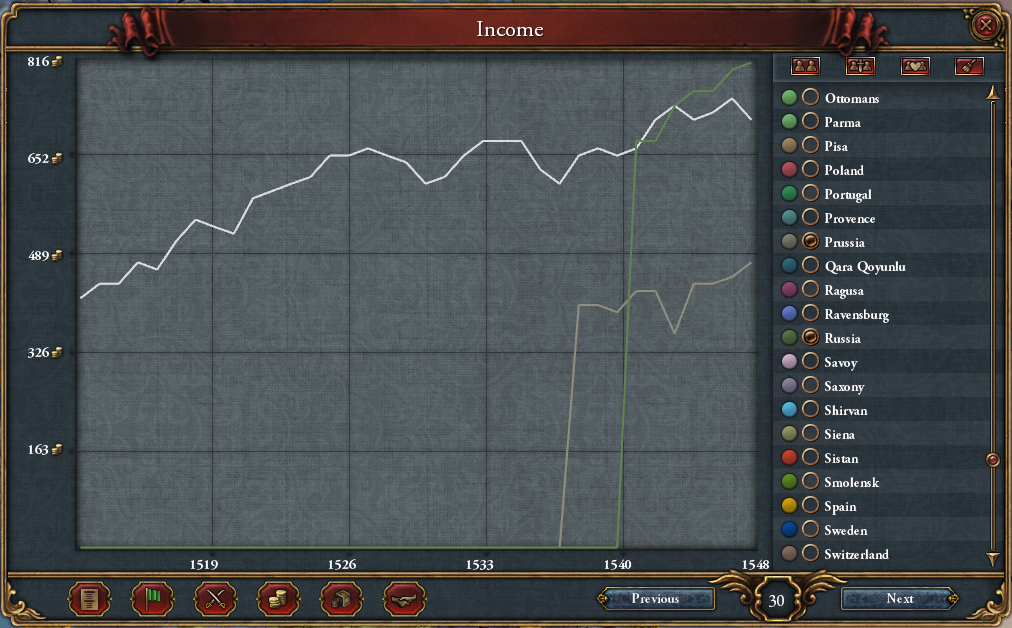 Income
816
652
489
326
163
1519
1526
1533
1540
1548
Ottomans
Parma
Pisa
Poland
Portugal
Provence
Prussia
Qara Qoyunlu
Ragusa
Ravensburg
Russia
Savoy
Saxony
Shirvan
Siena
Sistan
Smolensk
Spain
Sweden
Switzerland
Previous
30
Next